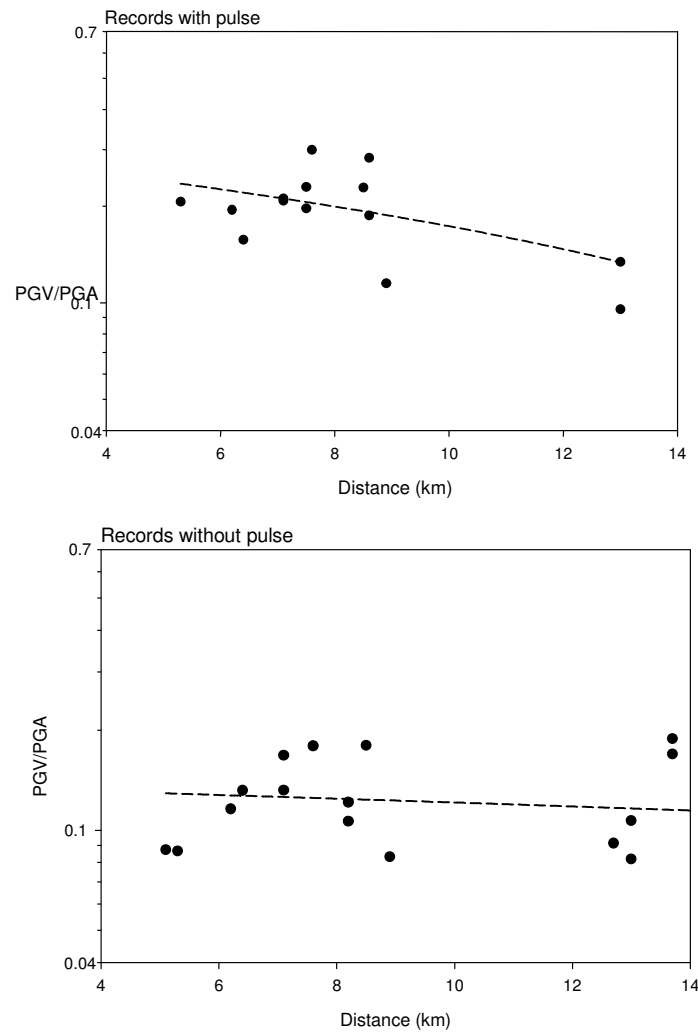 Records with pulse
0.7
PGV/PGA
0.1
0.04
4 6 8 10 12 14
Distance (km)
Records without pulse
0.7
PGV/PGA
0.1
0.04
4 6 8 10 12 14
Distance (km)